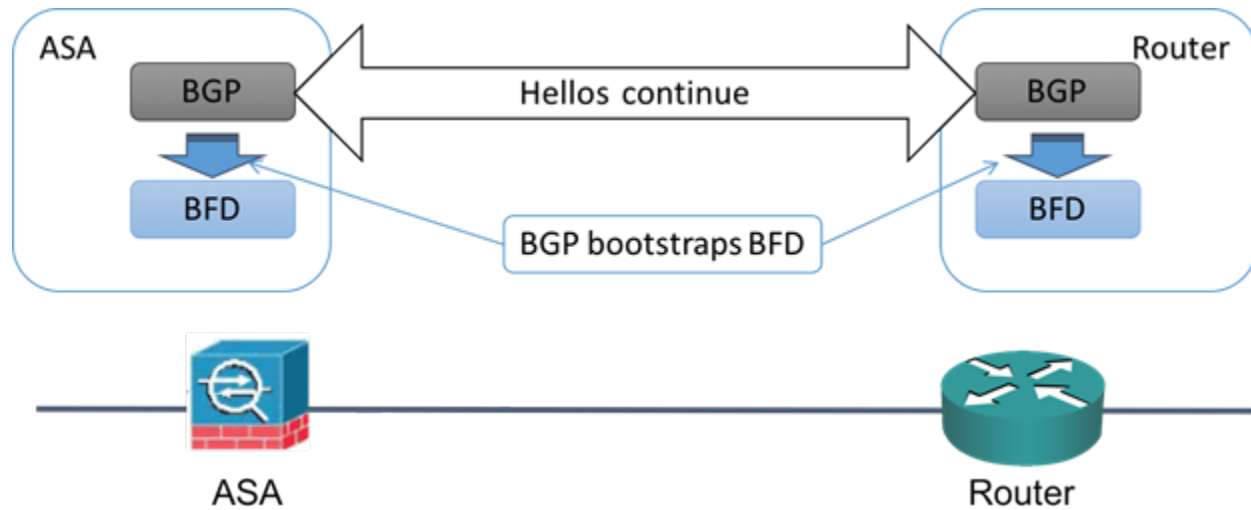 ASA
Router
BGP
Hellos continue
BGP
BFD
BFD
BGP bootstraps BFD
ASA
Router